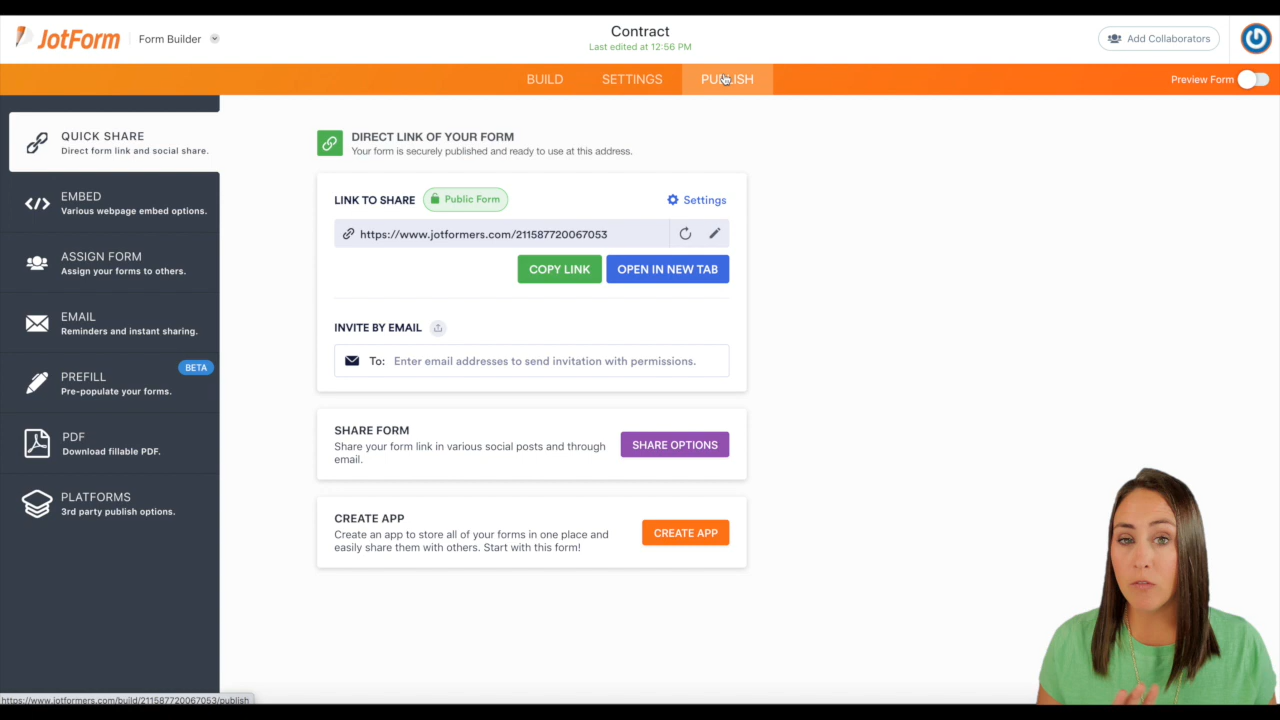 JotForm
Form Builder
Contract
Last edited at 12:56 PM
Add Collaborators
BUILD
SETTINGS
PUBLISH
Preview Form
QUICK SHARE
Direct form link and social share.
EMBED
Various webpage embed options.
ASSIGN FORM
Assign your forms to others.
EMAIL
Reminders and instant sharing.
BETA
PREFILL
Pre-populate your forms.
PDF
Download fillable PDF.
PLATFORMS
3rd party publish options.
DIRECT LINK OF YOUR FORM
Your form is securely published and ready to use at this address.
LINK TO SHARE
Public Form
Settings
https://www.jotformers.com/211587720067053
COPY LINK
OPEN IN NEW TAB
INVITE BY EMAIL
To: Enter email addresses to send invitation with permissions.
SHARE FORM
Share your form link in various social posts and through
email.
SHARE OPTIONS
CREATE APP
Create an app to store all of your forms in one place and
easily share them with others. Start with this form!
CREATE APP
https://www.jotformers.com/build/211587720067053/publish